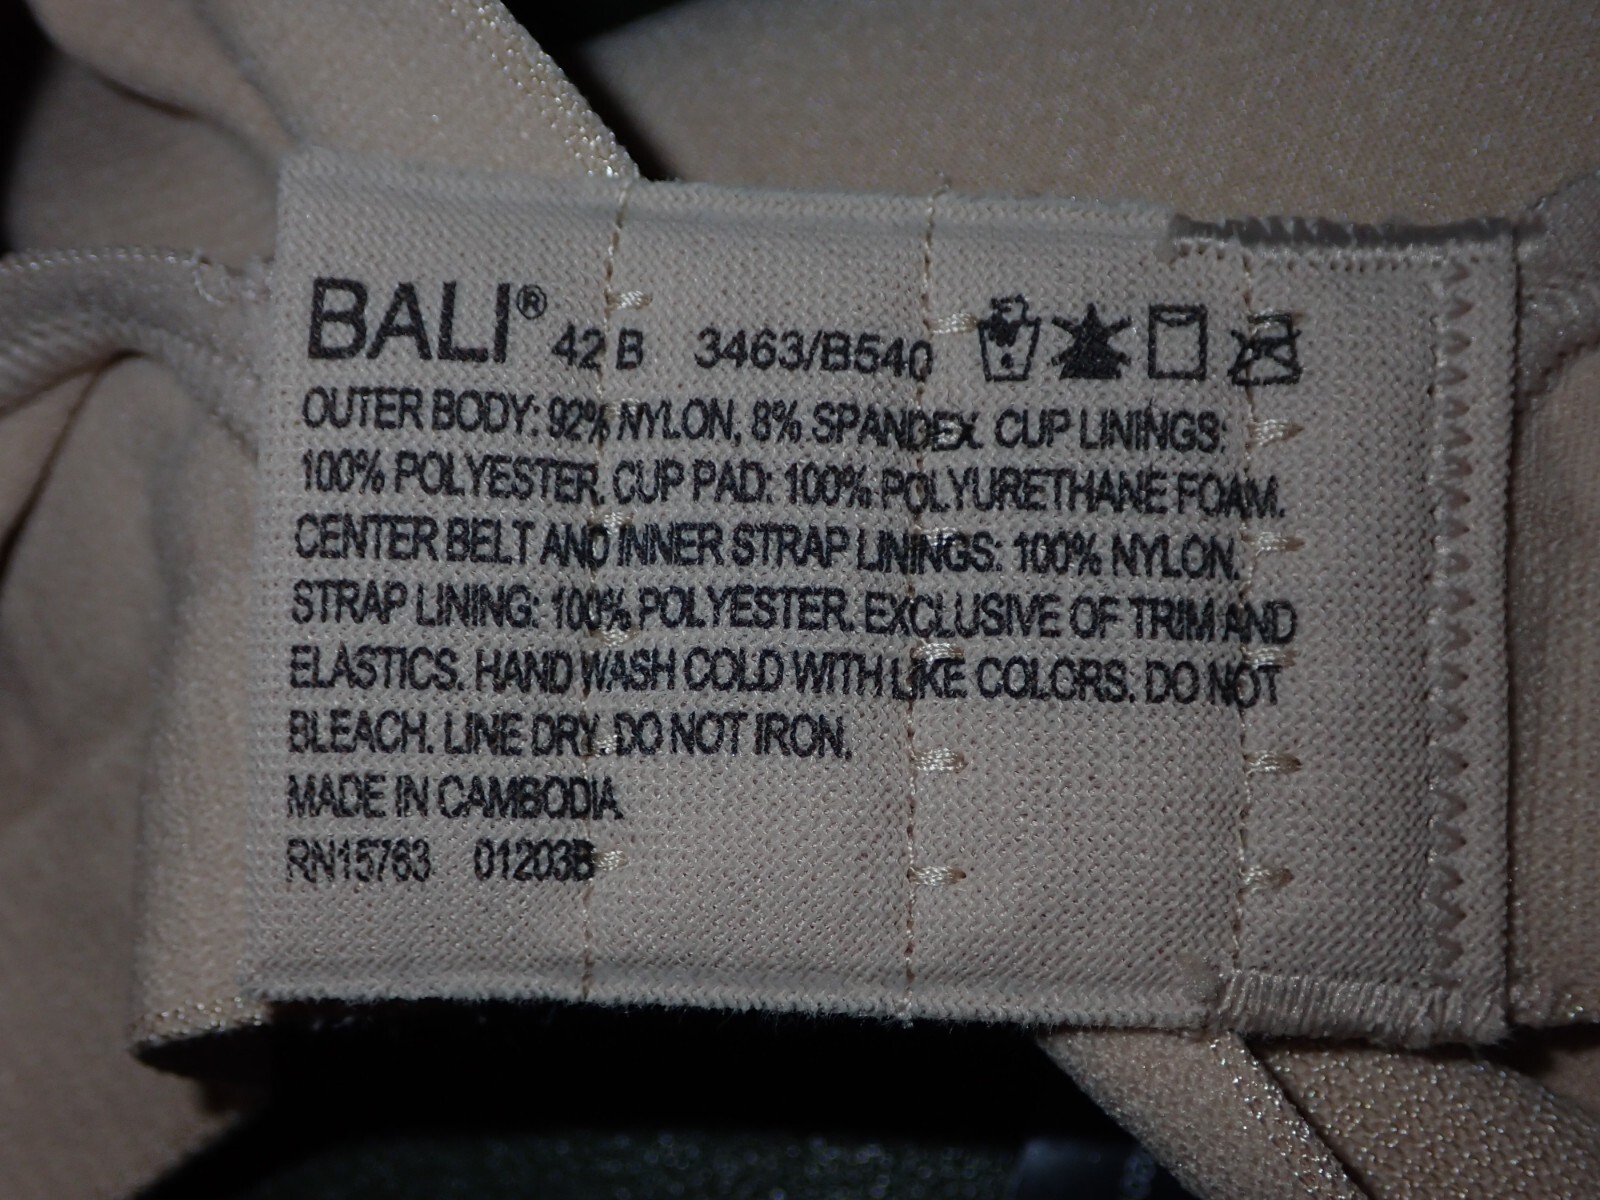 BALI® 42 B 3463/B540
OUTER BODY: 92% NYLON, 8% SPANDEX. CUP LININGS:
100% POLYESTER. CUP PAD: 100% POLYURETHANE FOAM.
CENTER BELT AND INNER STRAP LININGS: 100% NYLON.
STRAP LINING: 100% POLYESTER. EXCLUSIVE OF TRIM AND
ELASTICS. HAND WASH COLD WITH LIKE COLORS. DO NOT
BLEACH. LINE DRY. DO NOT IRON.
MADE IN CAMBODIA
RN15763 01203B